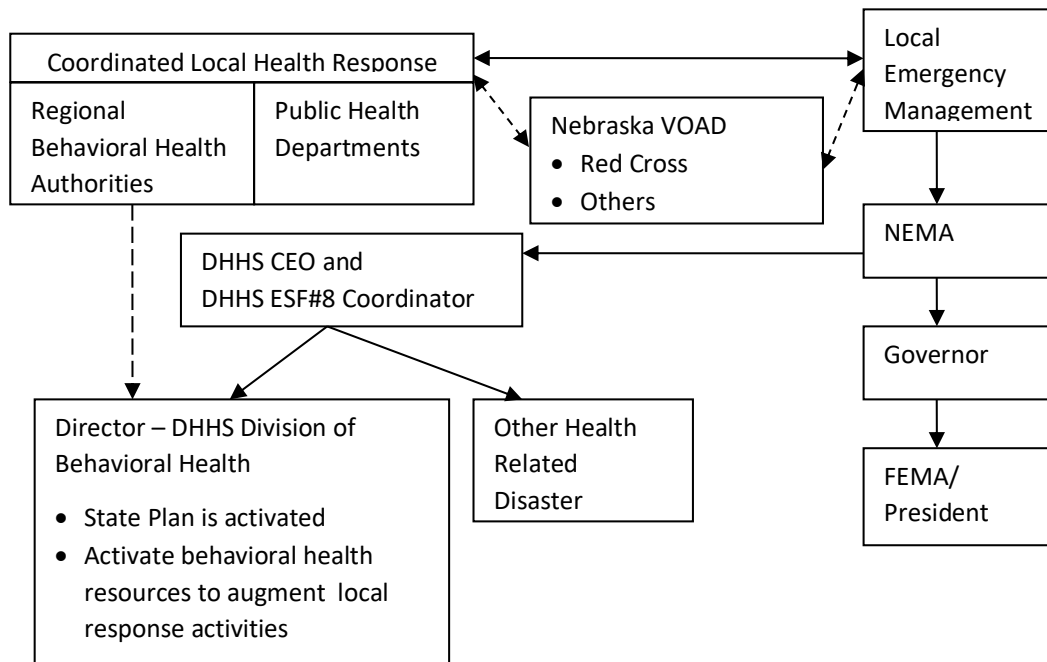 Coordinated Local Health Response
Regional
Behavioral Health
Authorities
Public Health
Departments
Nebraska VOAD
• Red Cross
• Others
Local
Emergency
Management
NEMA
DHHS CEO and
DHHS ESF#8 Coordinator
Governor
Director – DHHS Division of
Behavioral Health
• State Plan is activated
• Activate behavioral health
resources to augment local
response activities
Other Health
Related
Disaster
FEMA/
President